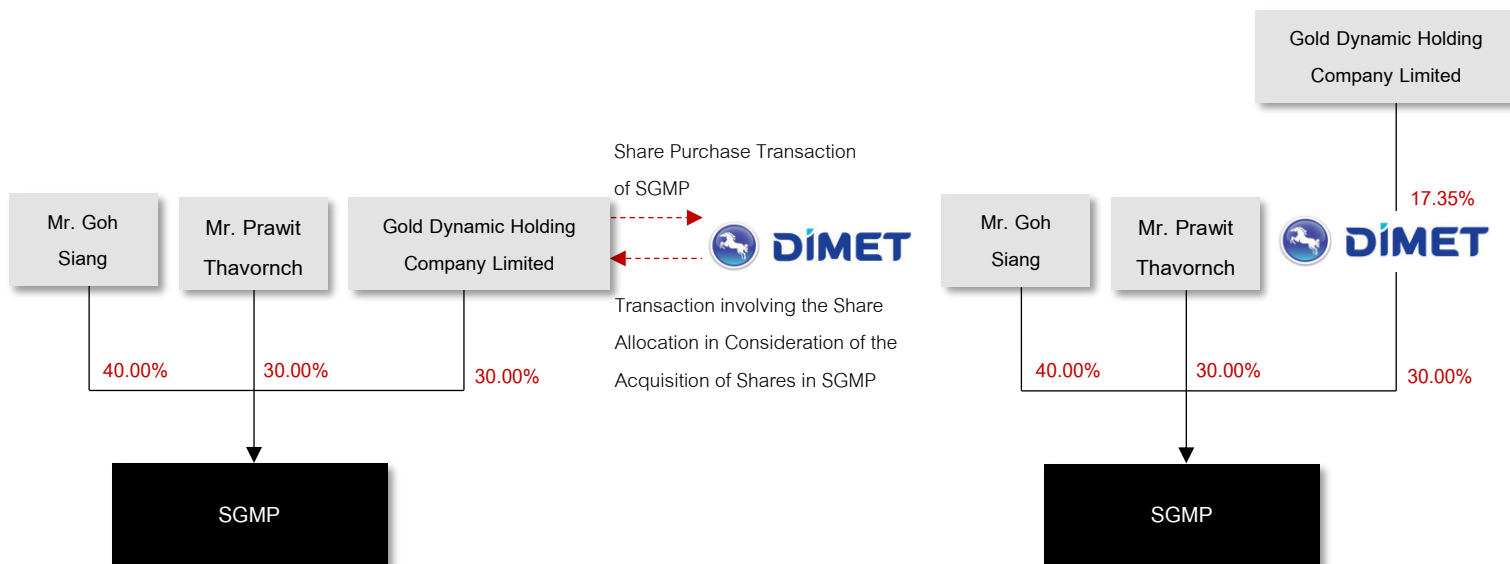 Gold Dynamic Holding
Company Limited
Share Purchase Transaction
of SGMP
Mr. Goh
Siang
Mr. Prawit
Thavornch
Gold Dynamic Holding
Company Limited
DIMET
Transaction involving the Share
Allocation in Consideration of the
Acquisition of Shares in SGMP
40.00%
30.00%
30.00%
SGMP
17.35%
Mr. Goh
Siang
Mr. Prawit
Thavornch
DIMET
40.00%
30.00%
30.00%
SGMP